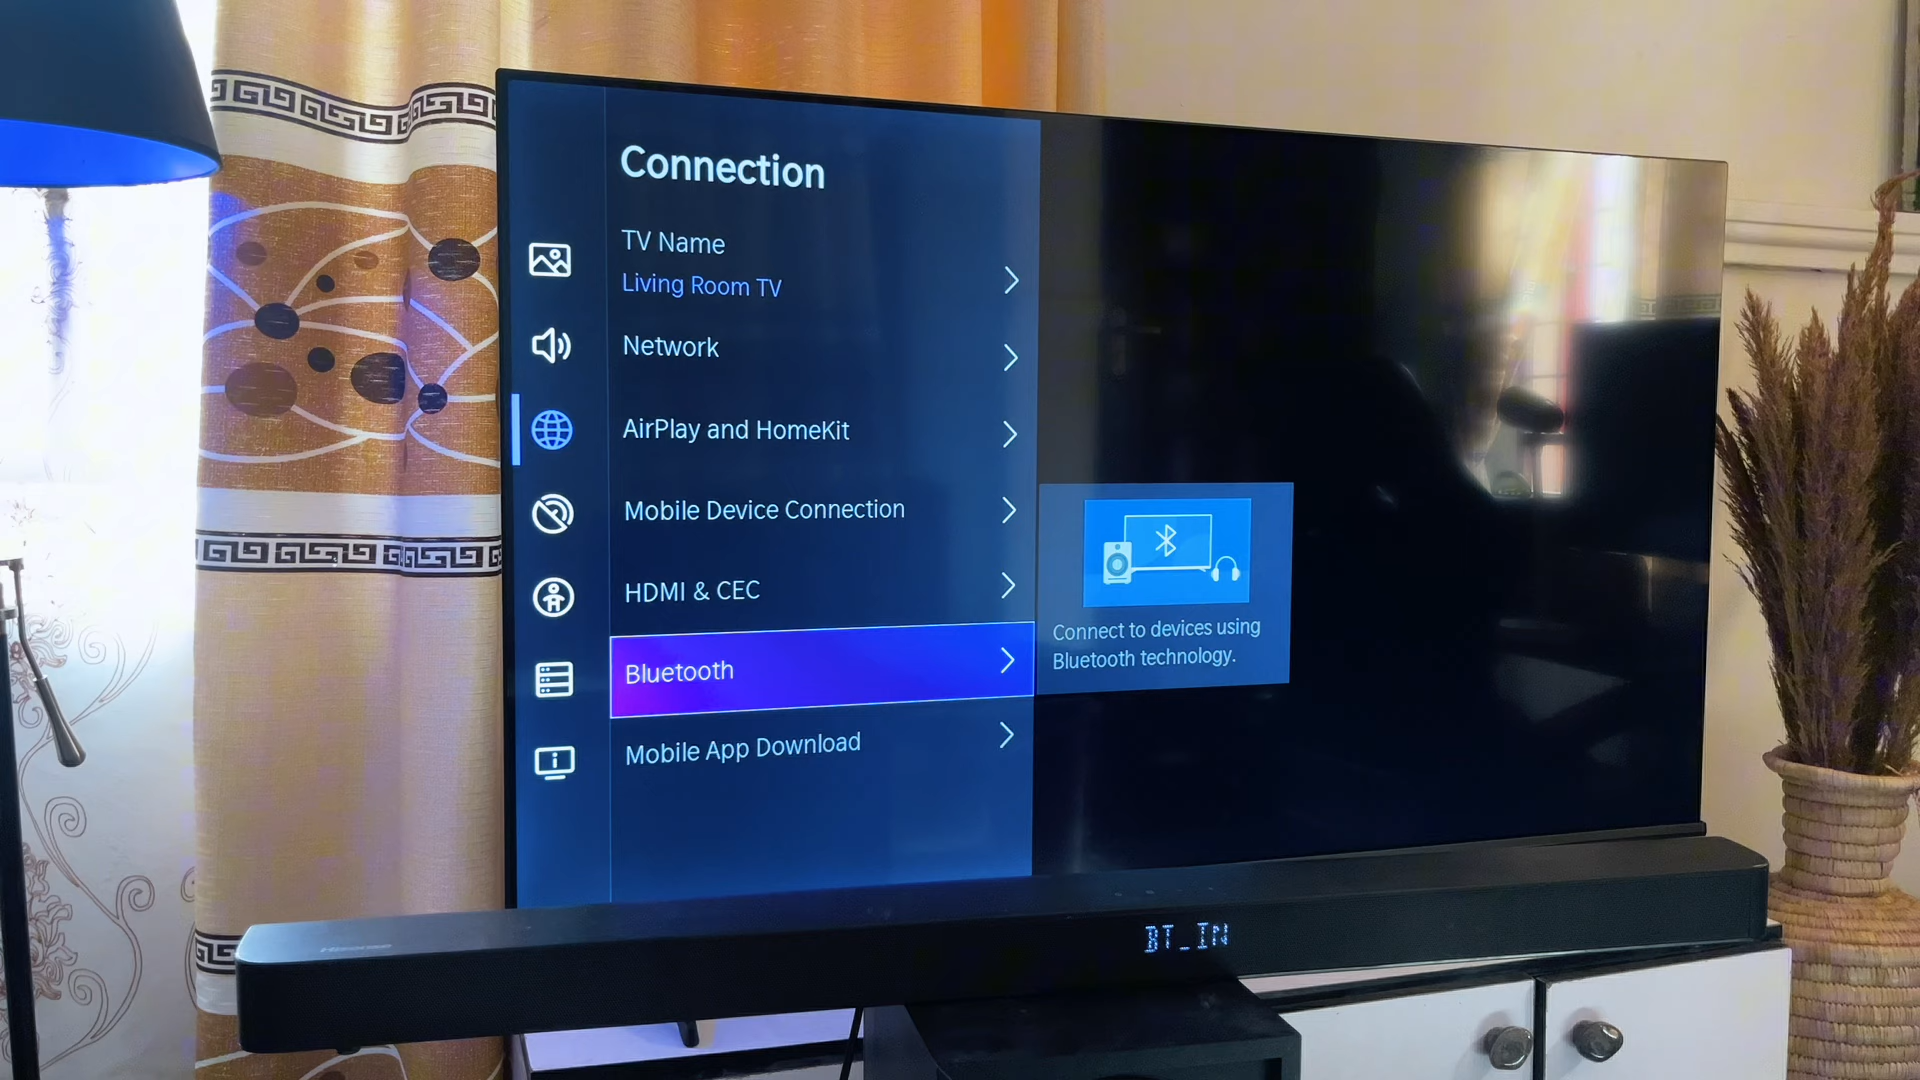 Connection
TV Name
Living Room TV
Network
AirPlay and HomeKit
Mobile Device Connection
HDMI & CEC
Bluetooth
Mobile App Download
Connect to devices using
Bluetooth technology.
Hisense
BT_IN